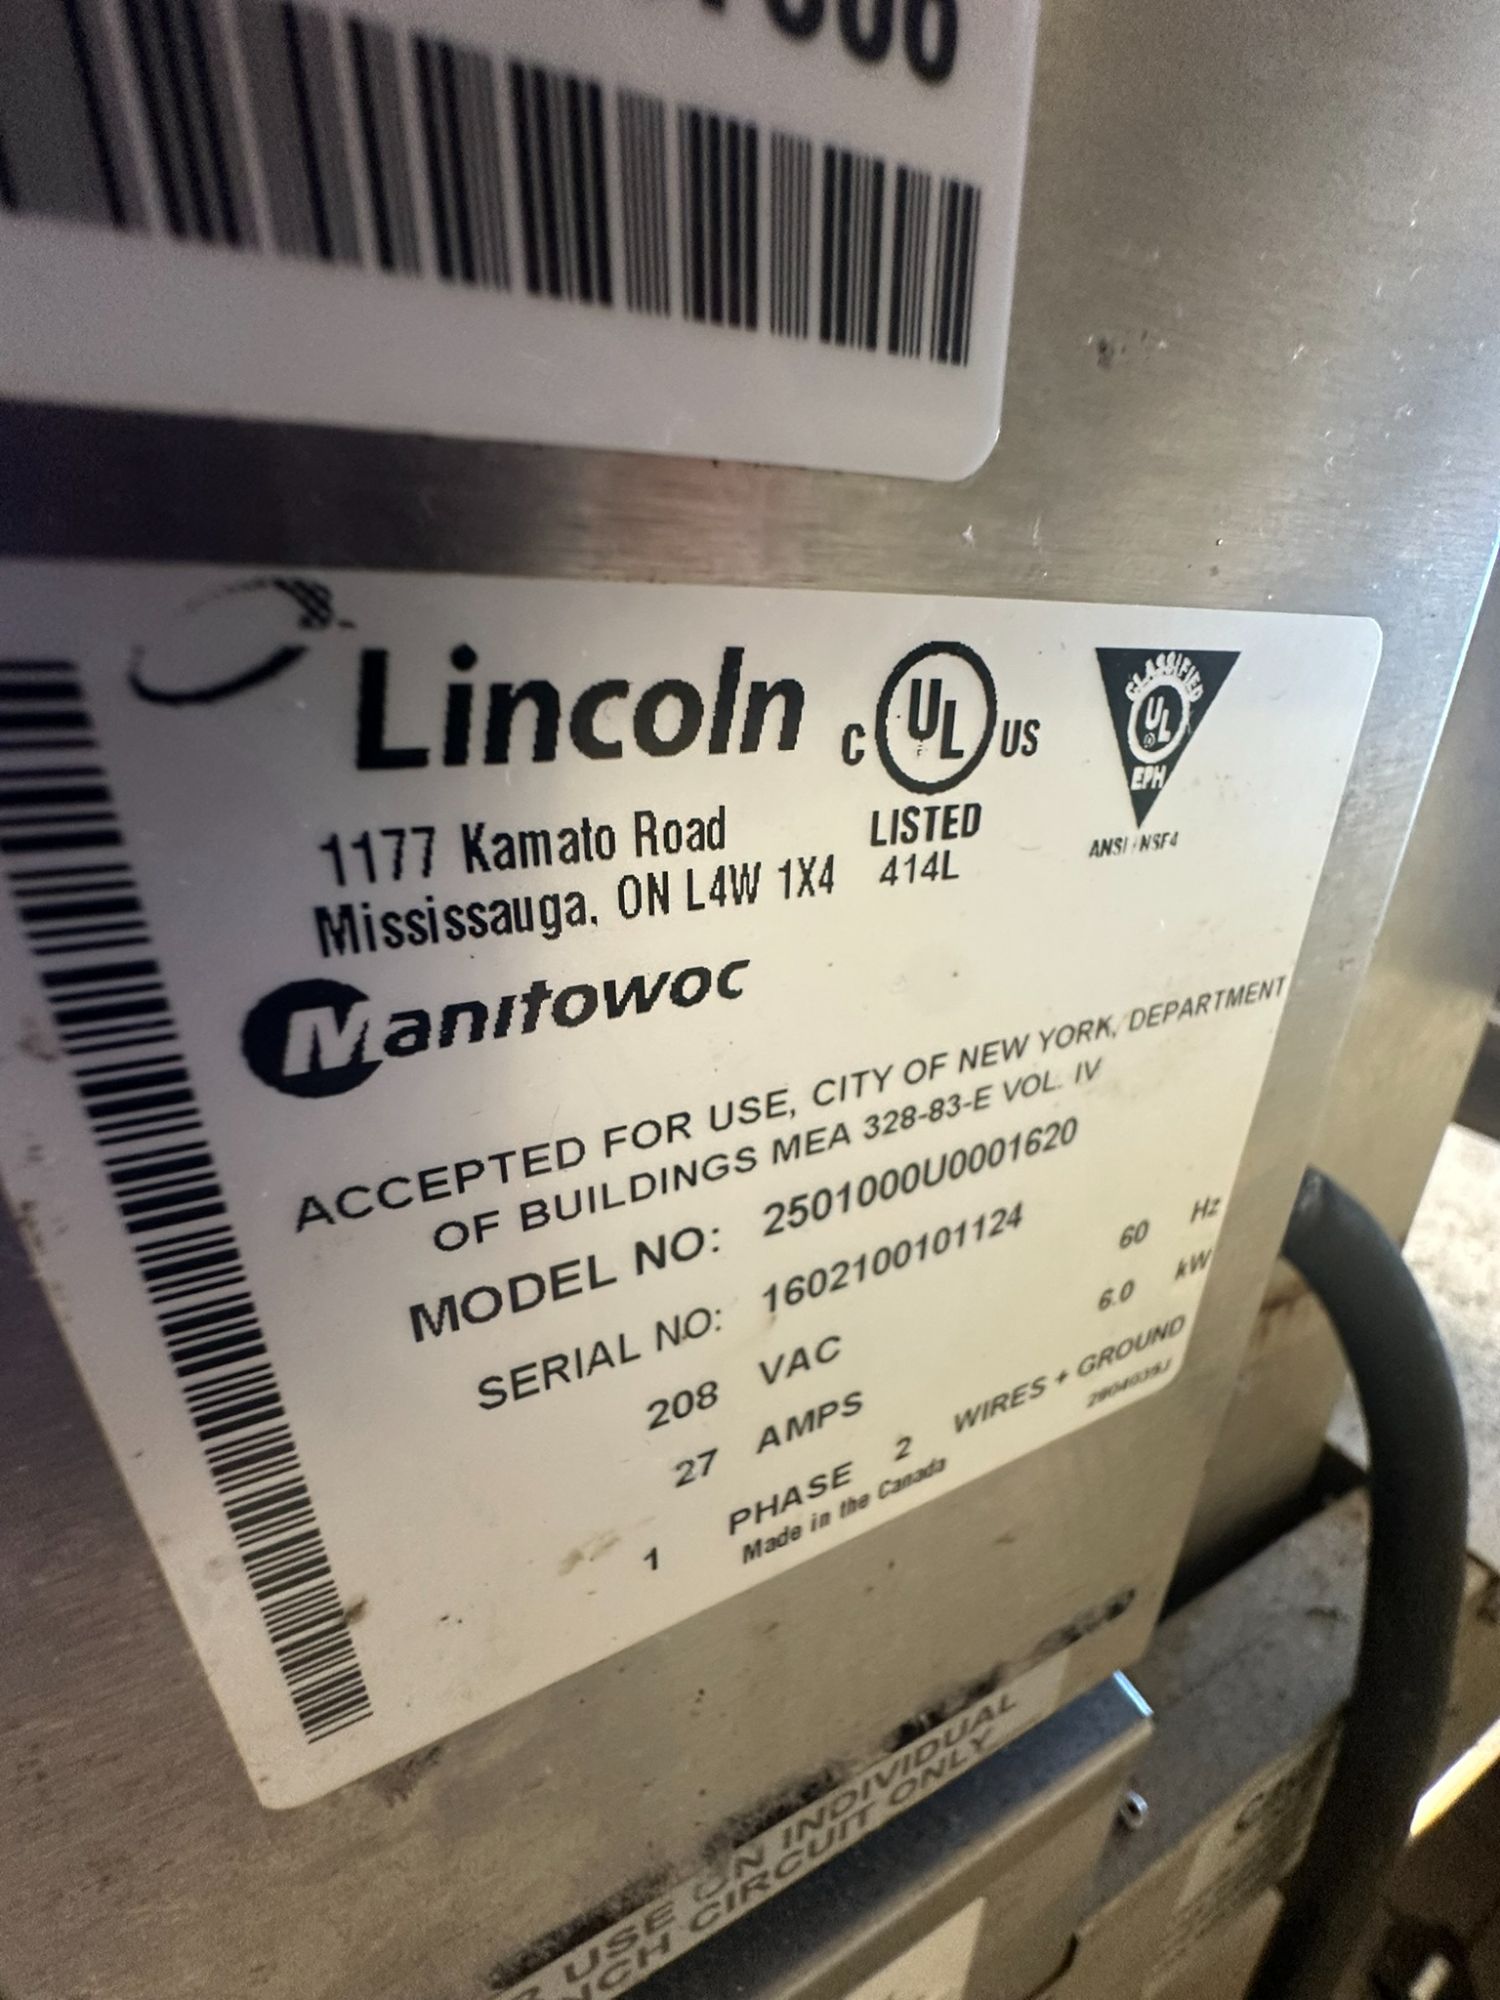 Lincoln
C UL US
LISTED
414L
CLASSIFIED
UL
EPH
ANSI / NSF4
1177 Kamato Road
Mississauga, ON L4W 1X4
Manitowoc
ACCEPTED FOR USE, CITY OF NEW YORK, DEPARTMENT
OF BUILDINGS MEA 328-83-E VOL. IV
MODEL NO: 2501000U0001620
SERIAL NO: 1602100101124
208 VAC 60 Hz
27 AMPS 6.0 kW
1 PHASE 2 WIRES + GROUND
Made in the Canada
USE ON INDIVIDUAL
CIRCUIT ONLY